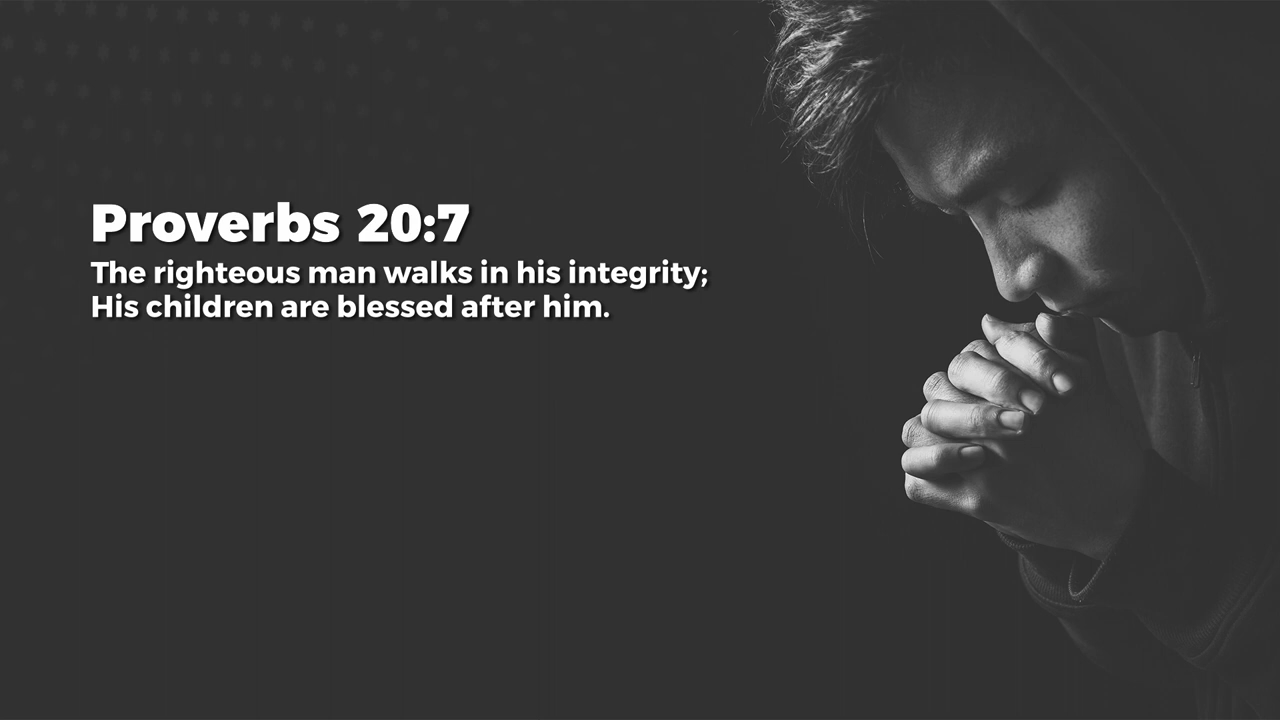 Proverbs 20:7
The righteous man walks in his integrity;
His children are blessed after him.